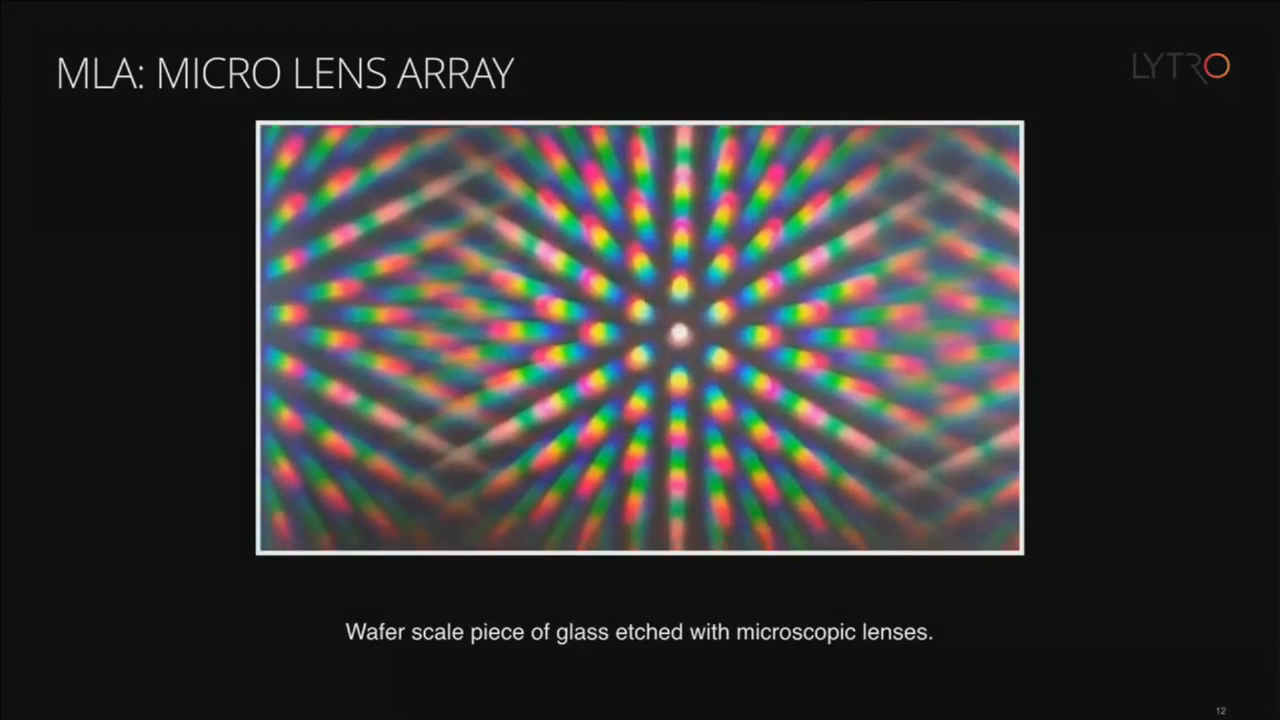 MLA: MICRO LENS ARRAY
LYTRO
Wafer scale piece of glass etched with microscopic lenses.
12